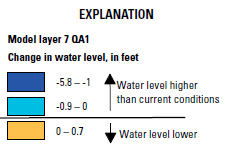 EXPLANATION
Model layer 7 QA1
Change in water level, in feet
-5.8 – -1
Water level higher
than current conditions
-0.9 – 0
0 – 0.7
Water level lower